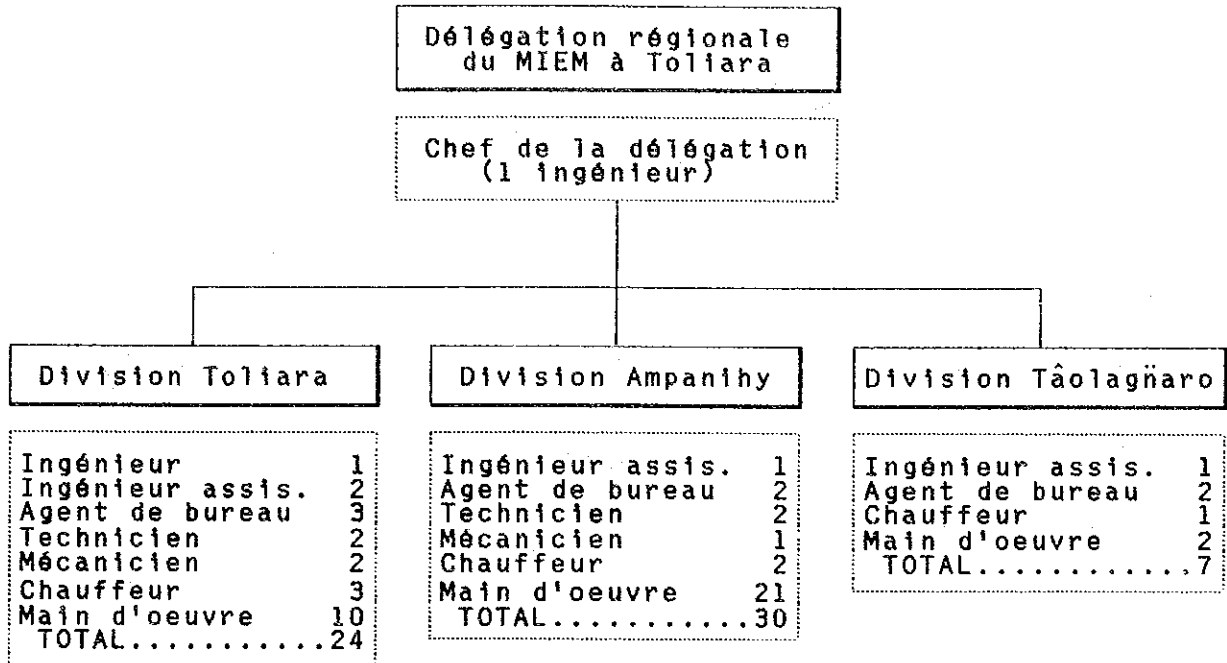 Délégation régionale
du MIEM à Toliara
Chef de la délégation
(1 ingénieur)
Division Toliara
Ingénieur 1
Ingénieur assis. 2
Agent de bureau 3
Technicien 2
Mécanicien 2
Chauffeur 3
Main d'oeuvre 10
TOTAL...........24
Division Ampanihy
Ingénieur assis. 1
Agent de bureau 2
Technicien 2
Mécanicien 1
Chauffeur 2
Main d'oeuvre 21
TOTAL...........30
Division Tâolagn̈aro
Ingénieur assis. 1
Agent de bureau 2
Chauffeur 1
Main d'oeuvre 2
TOTAL............7